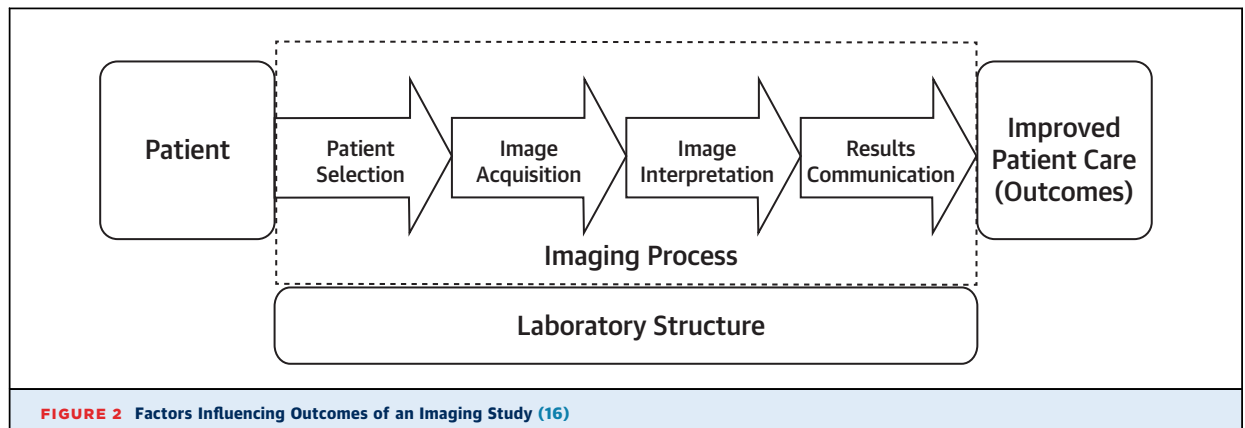 Patient
Patient
Selection
Image
Acquisition
Image
Interpretation
Results
Communication
Improved
Patient Care
(Outcomes)
Imaging Process
Laboratory Structure
FIGURE 2 Factors Influencing Outcomes of an Imaging Study (16)